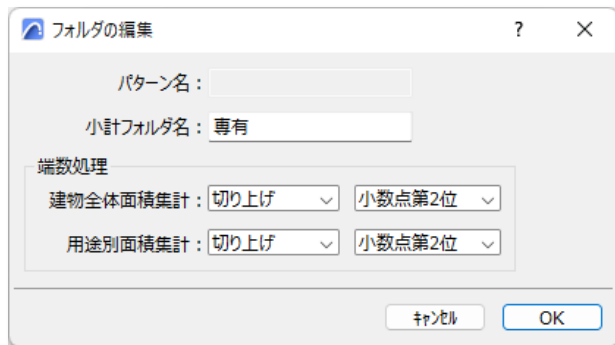 フォルダの編集 ?
パターン名：
小計フォルダ名：専有
端数処理
建物全体面積集計：切り上げ 小数点第2位
用途別面積集計：切り上げ 小数点第2位
ｷｬﾝｾﾙ OK